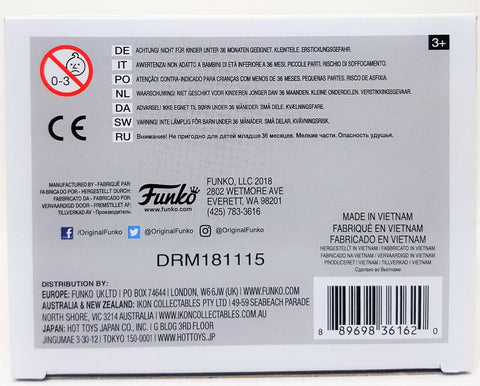 3+
0-3
DE ACHTUNG! NICHT FÜR KINDER UNTER 36 MONATEN GEEIGNET. KLEINTEILE. ERSTICKUNGSGEFAHR.
IT AVVERTENZA! NON ADATTO A BAMBINI DI ETÀ INFERIORE A 36 MESI. PICCOLE PARTI. RISCHIO DI SOFFOCAMENTO.
PO ATENÇÃO! CONTRA-INDICADO PARA CRIANÇAS COM MENOS DE 36 MESES. PEQUENAS PARTES. RISCO DE ASFIXIA.
NL WAARSCHUWING! NIET GESCHIKT VOOR KINDEREN JONGER DAN 36 MAANDEN. KLEINE ONDERDELEN. VERSTIKKINGSGEVAAR.
DA ADVARSEL! IKKE EGNET TIL BØRN UNDER 36 MÅNEDER. SMÅ DELE. KVÆLNINGSFARE.
SW VARNING! INTE LÄMPLIG FÖR BARN UNDER 36 MÅNADER. SMÅ DELAR. KVÄVNINGSRISK.
RU Внимание! Не пригодно для детей младше 36 месяцев. Мелкие части. Опасность удушья.
CE
MANUFACTURED BY • FABRIQUÉ PAR
FABRICADO POR • HERGESTELLT DURCH
FABBRICATO DA • FABRICADO POR
VERVAARDIGD DOOR • FREMSTILLET AF
TILLVERKAD AV • Производитель:
Funko
www.funko.com
FUNKO, LLC 2018
2802 WETMORE AVE
EVERETT, WA 98201
(425) 783-3616
/OriginalFunko @OriginalFunko @OriginalFunko
DRM181115
MADE IN VIETNAM
FABRIQUÉ EN VIETNAM
FABRICADO EN VIETNAM
HERGESTELLT IN VIETNAM / FABBRICATO IN VIETNAM
FABRICADO NA VIETNAM / VERVAARDIGD IN VIETNAM
PRODUCERET I VIETNAM / TILLVERKAD I VIETNAM
Сделано во Вьетнаме
DISTRIBUTION BY:
EUROPE: FUNKO UK LTD | PO BOX 74644 | LONDON, W6 6JW (UK) | WWW.FUNKO.COM
AUSTRALIA & NEW ZEALAND: IKON COLLECTABLES PTY LTD | 49-59 SEABEACH PARADE
NORTH SHORE, VIC 3214 AUSTRALIA | WWW.IKONCOLLECTABLES.COM.AU
JAPAN: HOT TOYS JAPAN CO., INC. | G BLDG 3RD FLOOR
JINGUMAE 3-30-12 | TOKYO 150-0001 | WWW.HOTTOYS.JP
8 89698 36162 0